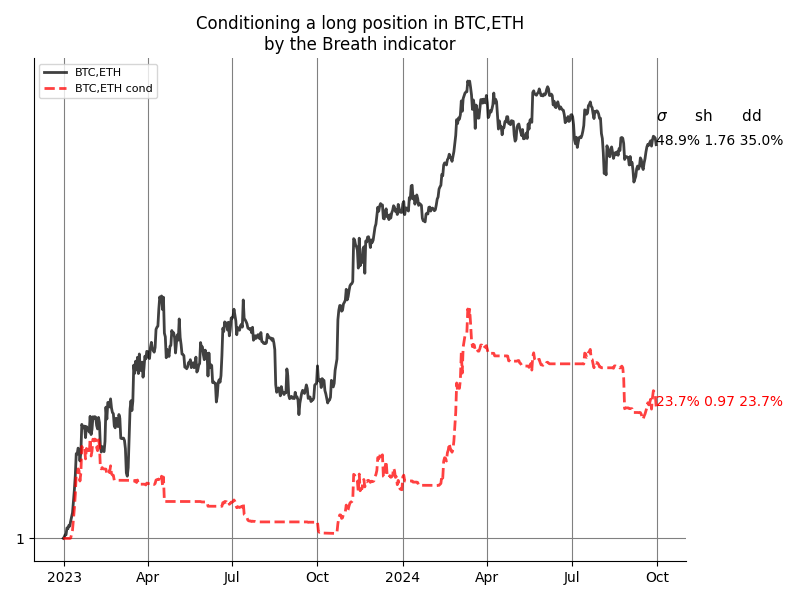 Conditioning a long position in BTC,ETH
by the Breath indicator
BTC,ETH
BTC,ETH cond
σ sh dd
48.9% 1.76 35.0%
23.7% 0.97 23.7%
1
2023 Apr Jul Oct 2024 Apr Jul Oct